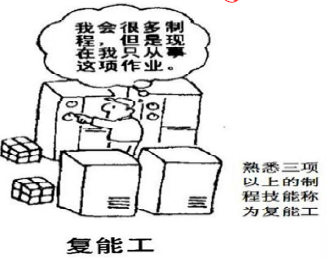 我会很多制
程，但是现
在我只从事
这项作业。
熟悉三项
以上的制
程技能称
为复能工
复能工